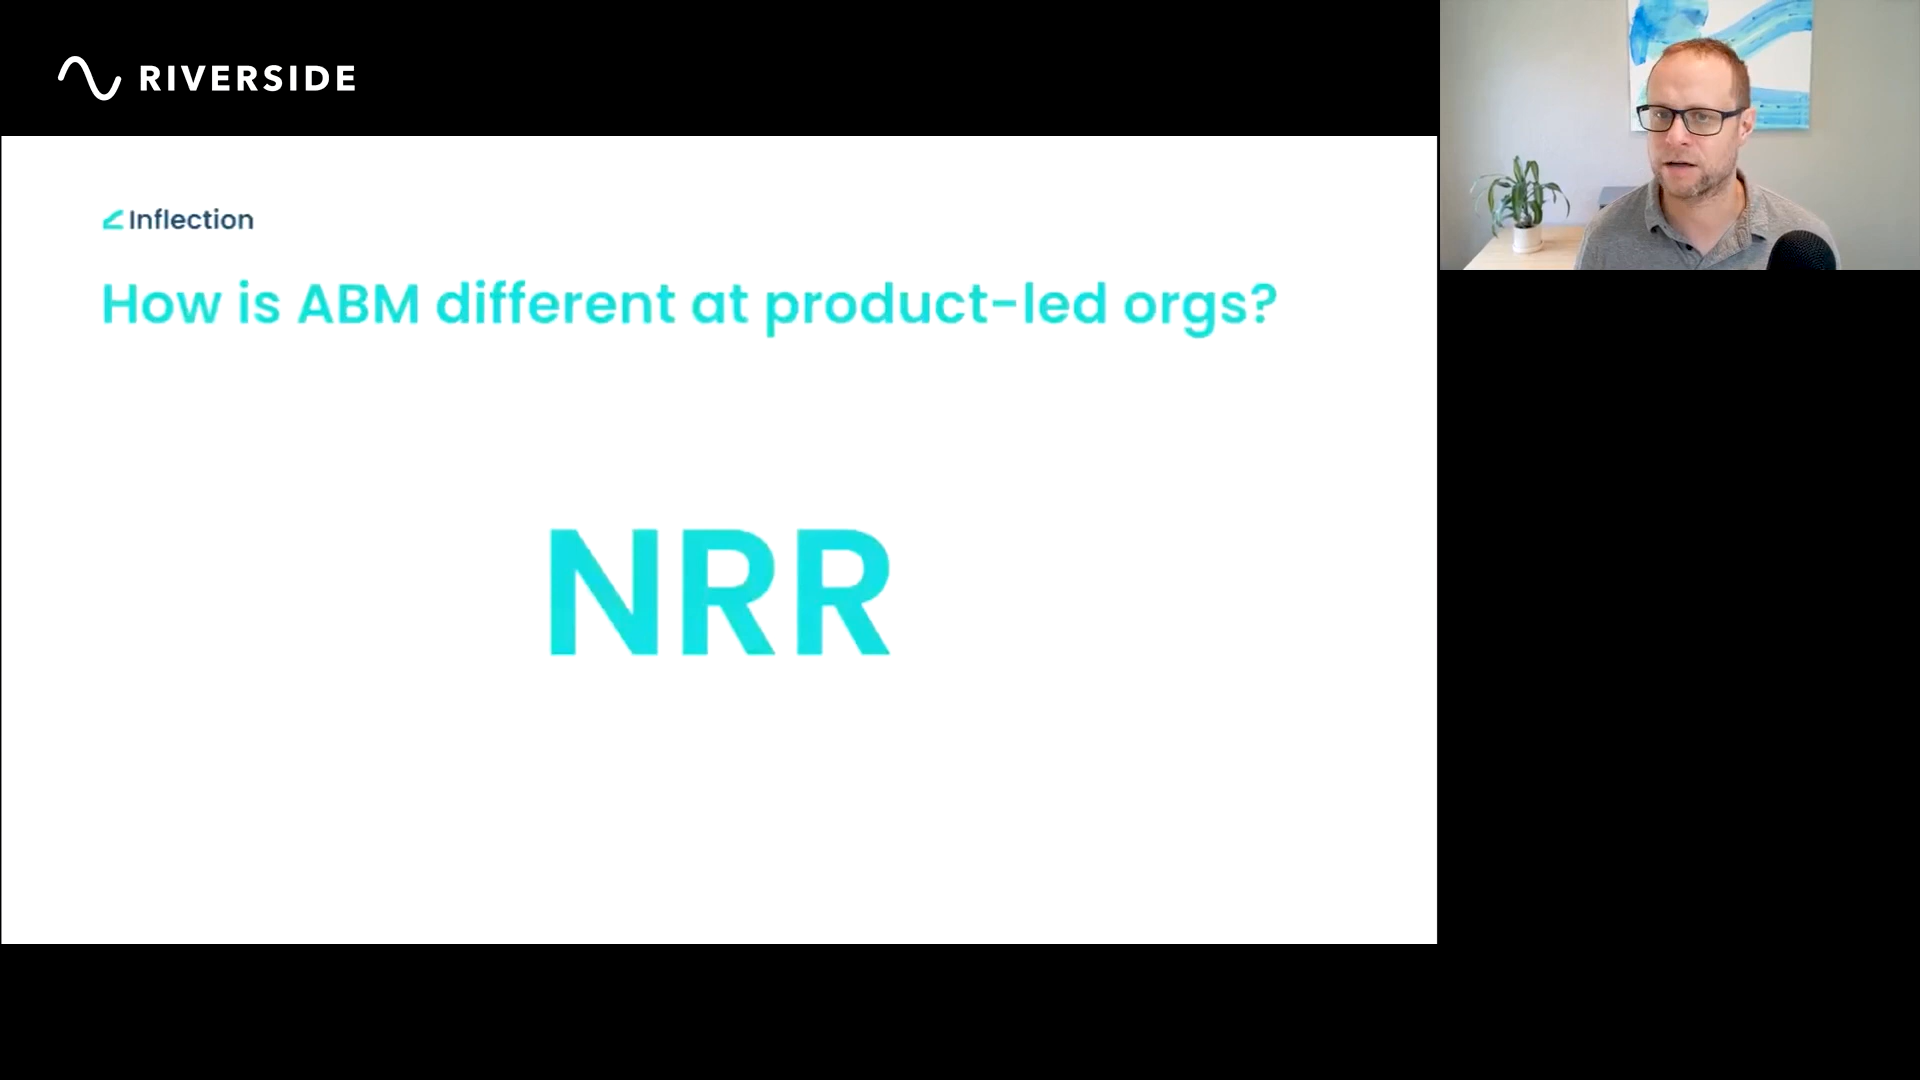 RIVERSIDE
Inflection
How is ABM different at product-led orgs?
NRR